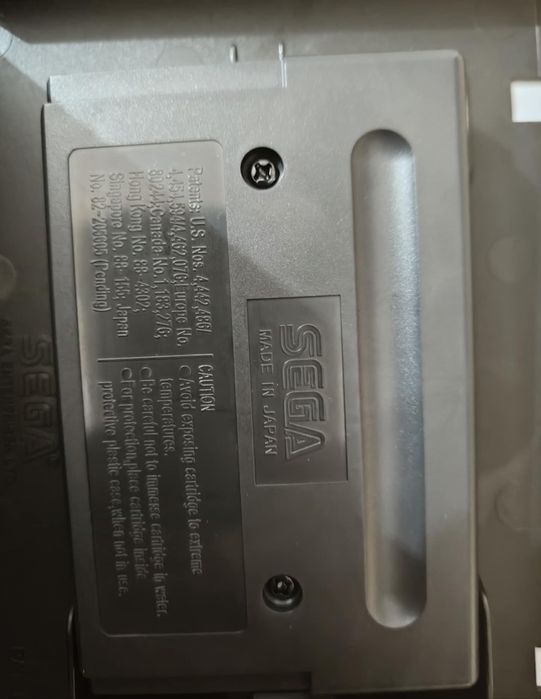 SEGA
MADE IN JAPAN
Patents: U.S. Nos. 4,442,486/
4,454,594/4,462,076; Europe No.
80244; Canada No. 1,183,276;
Hong Kong No. 88-4302;
Singapore No. 88-155; Japan
No. 82-205605 (Pending)
CAUTION
• Avoid exposing cartridge to extreme
temperatures.
• Be careful not to immerse cartridge in water.
• For protection, place cartridge inside
protective plastic case, when not in use.
SEGA